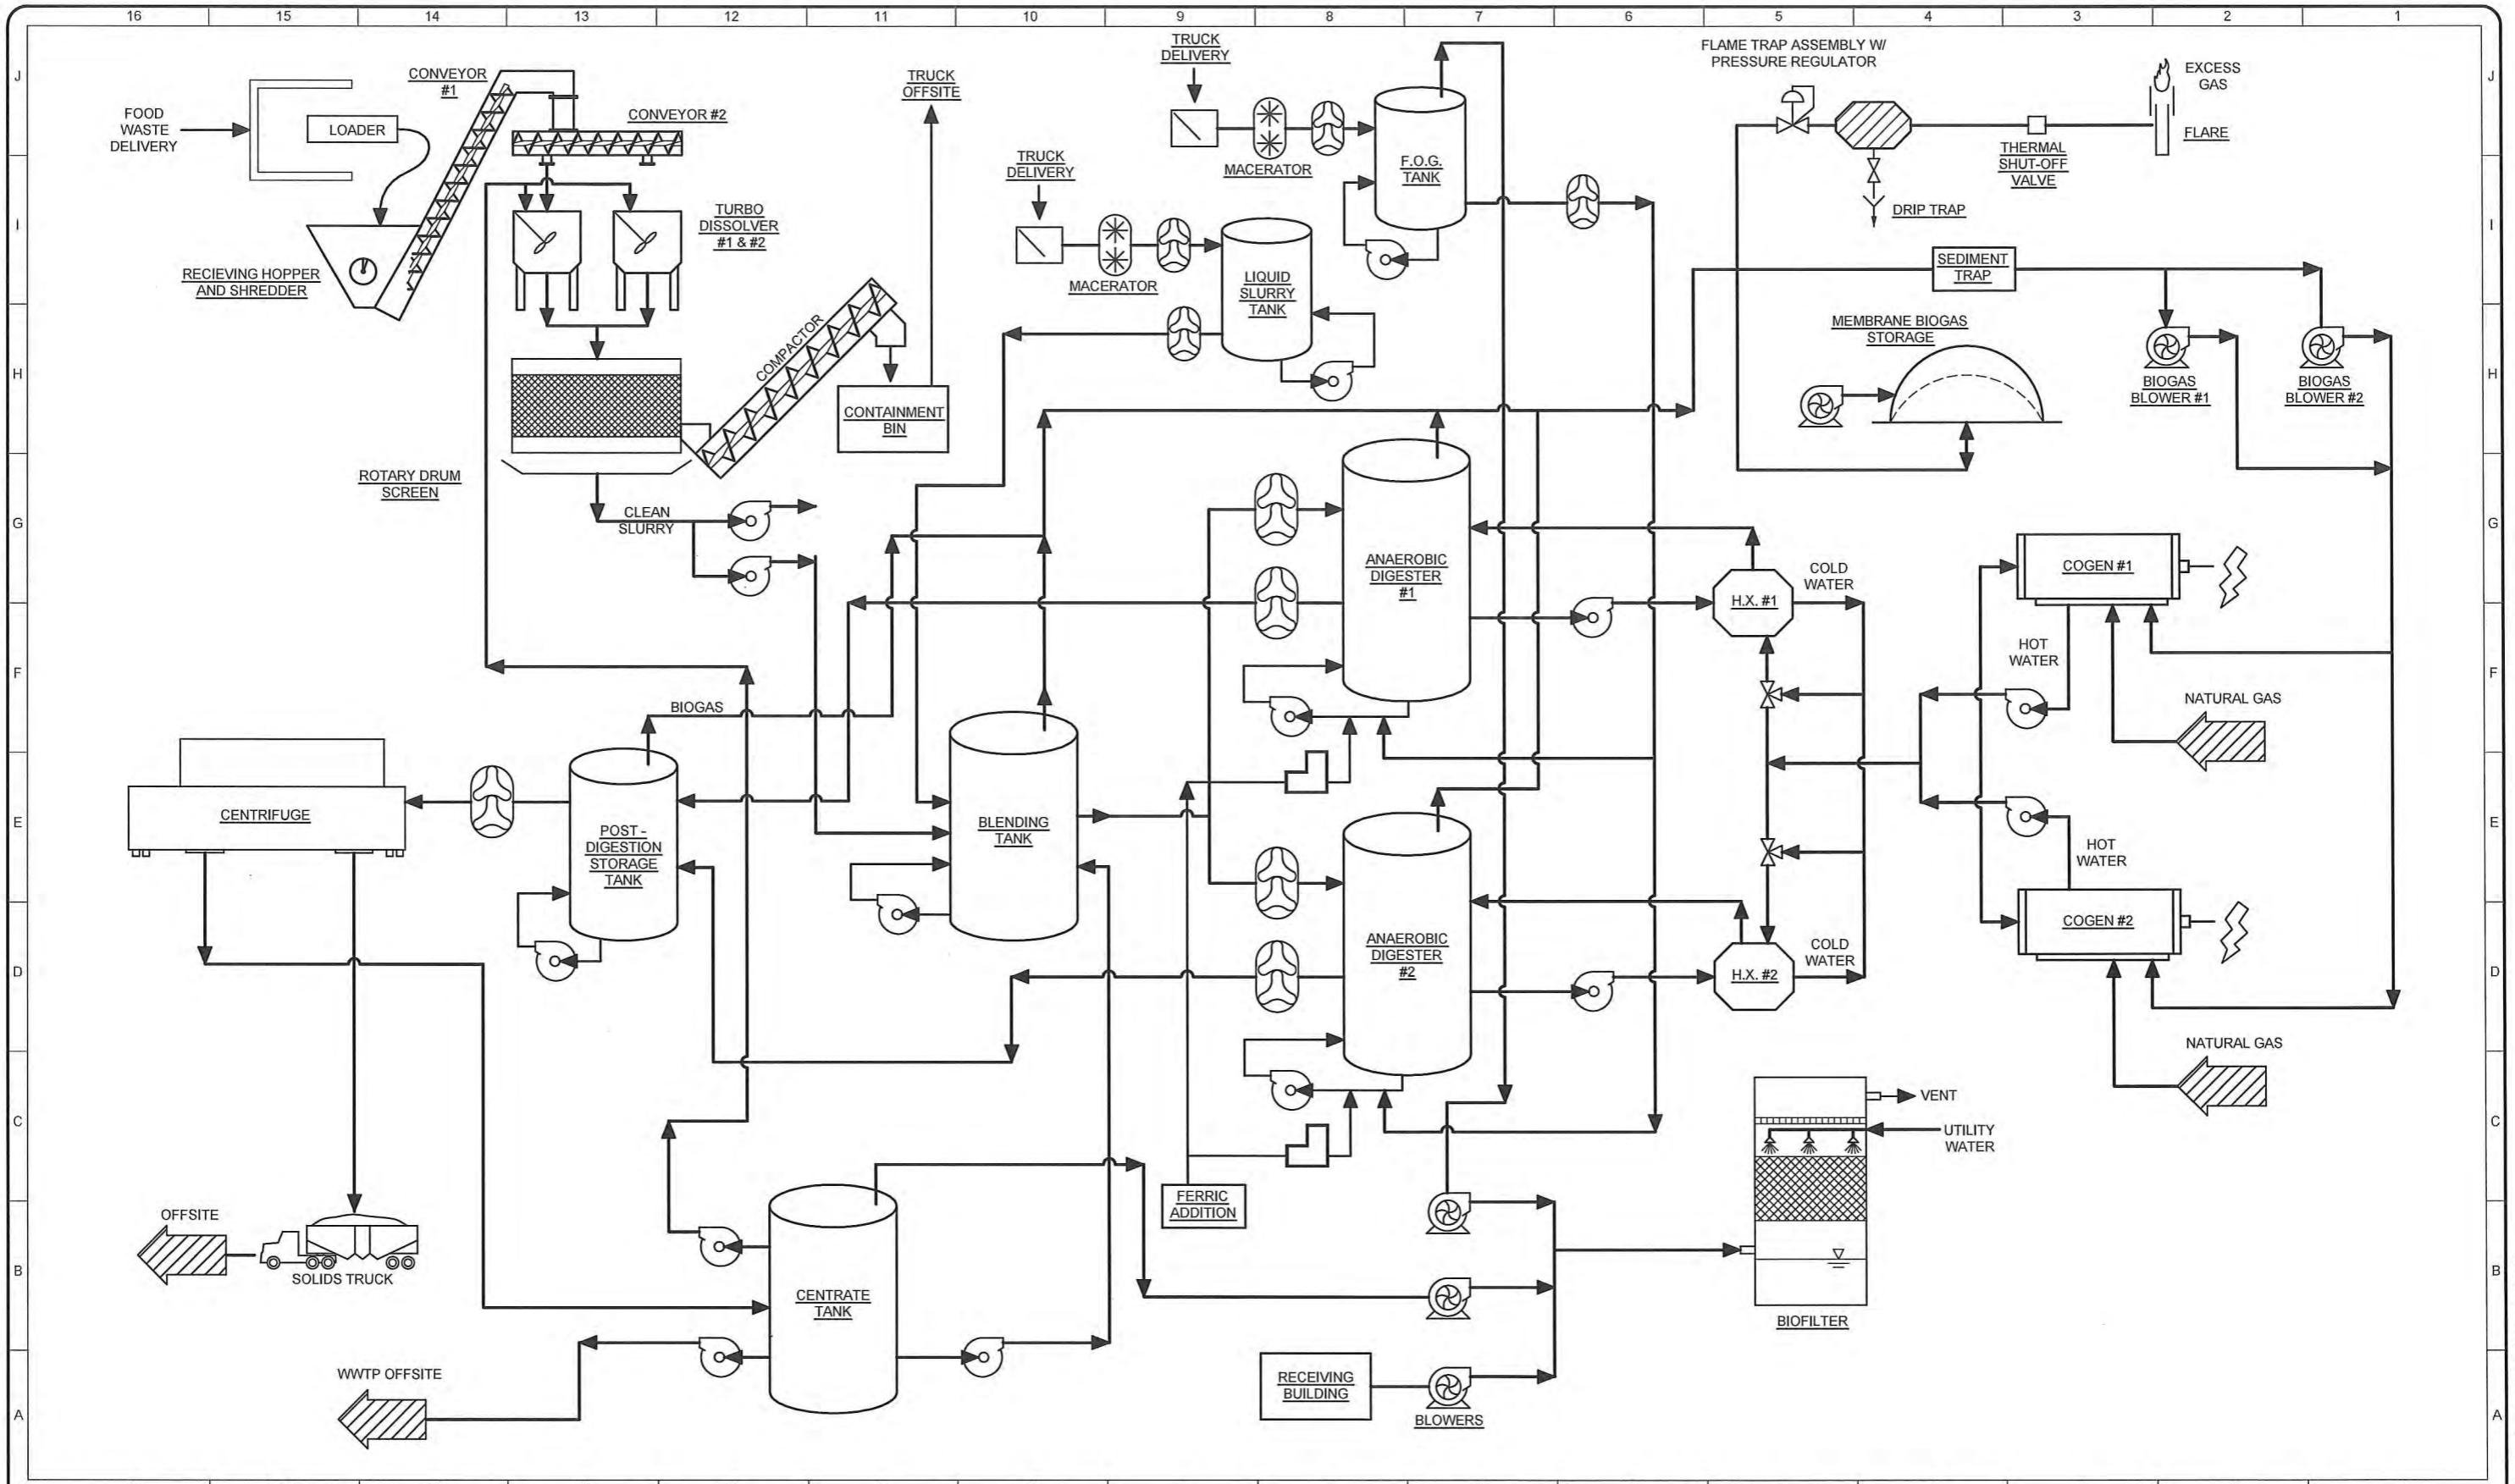 16 15 14 13 12 11 10 9 8 7 6 5 4 3 2 1
J
J
I
I
H
H
G
G
F
F
E
E
D
D
C
C
B
B
A
A
FOOD
WASTE
DELIVERY
LOADER
CONVEYOR
#1
CONVEYOR #2
RECIEVING HOPPER
AND SHREDDER
TURBO
DISSOLVER
#1 & #2
TRUCK
OFFSITE
COMPACTOR
CONTAINMENT
BIN
ROTARY DRUM
SCREEN
CLEAN
SLURRY
TRUCK
DELIVERY
MACERATOR
F.O.G.
TANK
TRUCK
DELIVERY
MACERATOR
LIQUID
SLURRY
TANK
FLAME TRAP ASSEMBLY W/
PRESSURE REGULATOR
EXCESS
GAS
FLARE
THERMAL
SHUT-OFF
VALVE
DRIP TRAP
SEDIMENT
TRAP
MEMBRANE BIOGAS
STORAGE
BIOGAS
BLOWER #1
BIOGAS
BLOWER #2
ANAEROBIC
DIGESTER
#1
H.X. #1
COLD
WATER
COGEN #1
HOT
WATER
NATURAL GAS
BIOGAS
CENTRIFUGE
POST -
DIGESTION
STORAGE
TANK
BLENDING
TANK
ANAEROBIC
DIGESTER
#2
H.X. #2
COLD
WATER
HOT
WATER
COGEN #2
NATURAL GAS
VENT
UTILITY
WATER
BIOFILTER
FERRIC
ADDITION
OFFSITE
SOLIDS TRUCK
CENTRATE
TANK
WWTP OFFSITE
RECEIVING
BUILDING
BLOWERS